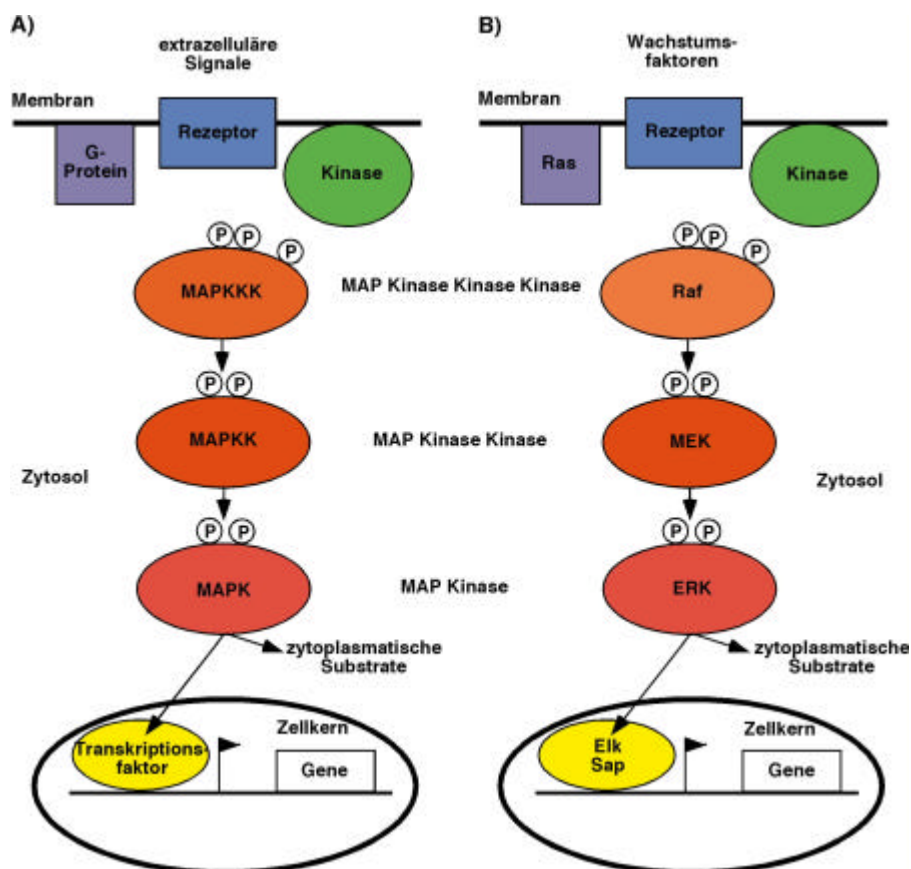 A)
extrazelluläre
Signale
Membran
G-
Protein
Rezeptor
Kinase
P
P
P
MAPKKK
P
P
MAPKK
Zytosol
P
P
MAPK
zytoplasmatische
Substrate
Zellkern
Transkriptions-
faktor
Gene
MAP Kinase Kinase Kinase
MAP Kinase Kinase
MAP Kinase
B)
Wachstums-
faktoren
Membran
Ras
Rezeptor
Kinase
P
P
P
Raf
P
P
MEK
Zytosol
P
P
ERK
zytoplasmatische
Substrate
Zellkern
Elk
Sap
Gene